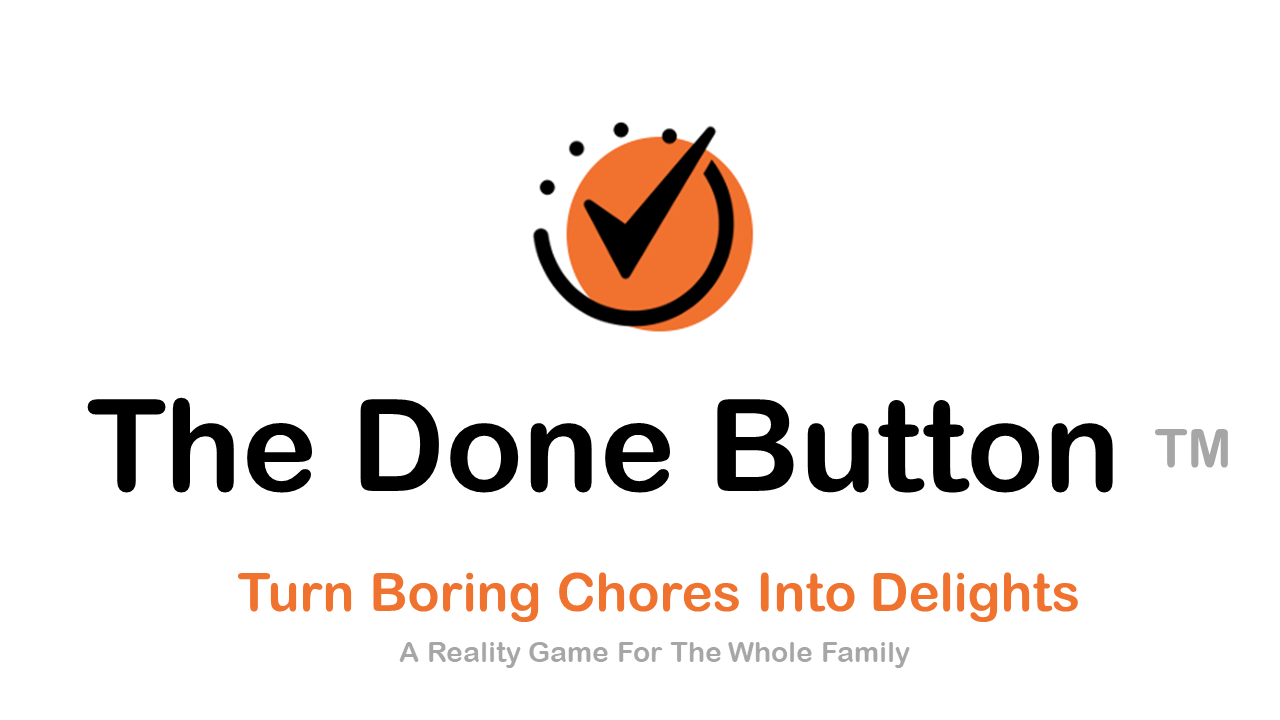 The Done Button TM
Turn Boring Chores Into Delights
A Reality Game For The Whole Family